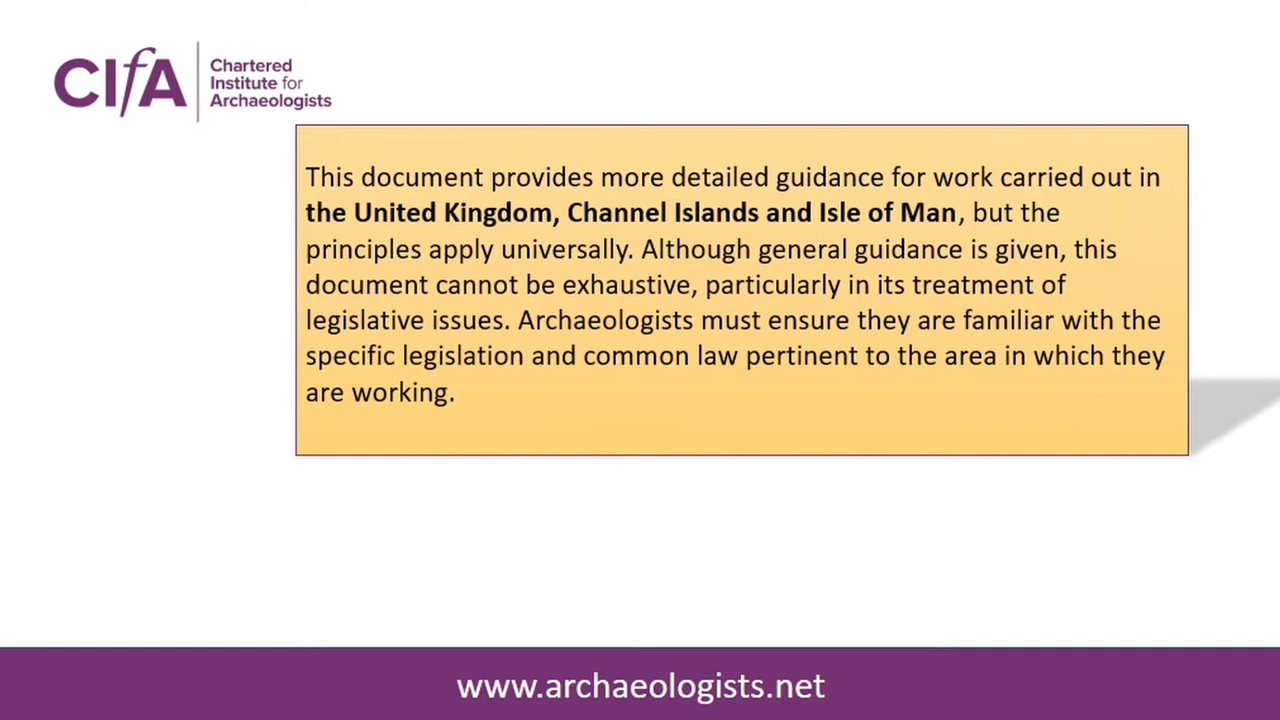 CIfA
Chartered
Institute for
Archaeologists
This document provides more detailed guidance for work carried out in
the United Kingdom, Channel Islands and Isle of Man, but the
principles apply universally. Although general guidance is given, this
document cannot be exhaustive, particularly in its treatment of
legislative issues. Archaeologists must ensure they are familiar with the
specific legislation and common law pertinent to the area in which they
are working.
www.archaeologists.net